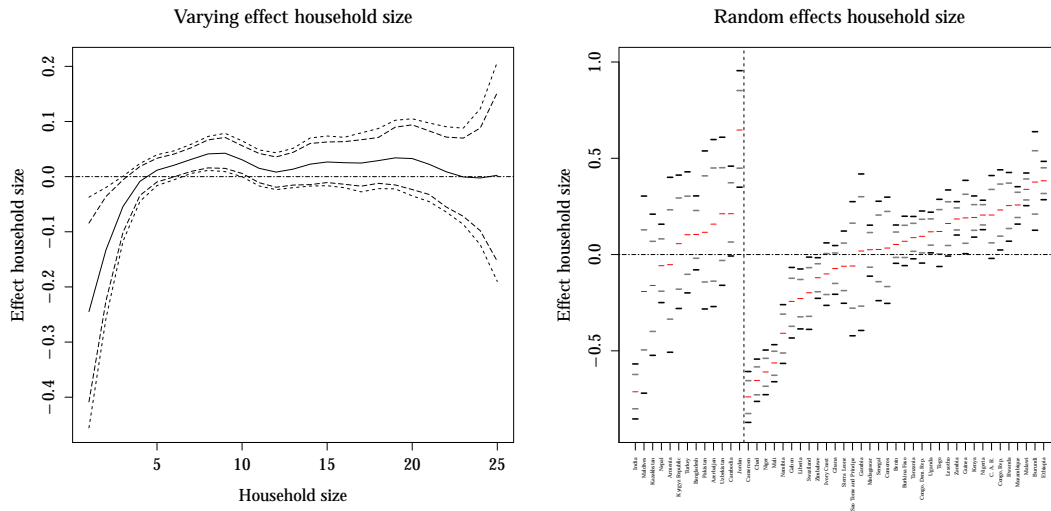 Varying effect household size
Effect household size
0.2
0.1
0.0
−0.1
−0.2
−0.3
−0.4
5
10
15
20
25
Household size
Random effects household size
Effect household size
1.0
0.5
0.0
−0.5
India
Maldives
Kazakhstan
Nepal
Armenia
Kyrgyz Republic
Turkey
Bangladesh
Pakistan
Azerbaijan
Uzbekistan
Cambodia
Jordan
Cameroon
Chad
Niger
Mali
Namibia
Gabon
Liberia
Swaziland
Zimbabwe
Ivory Coast
Ghana
Sierra Leone
Sao Tome and Principe
Gambia
Madagascar
Senegal
Comoros
Benin
Burkina Faso
Tanzania
Congo, Dem. Rep.
Uganda
Togo
Lesotho
Zambia
Guinea
Kenya
Nigeria
C. A. R.
Congo, Rep.
Rwanda
Mozambique
Malawi
Burundi
Ethiopia